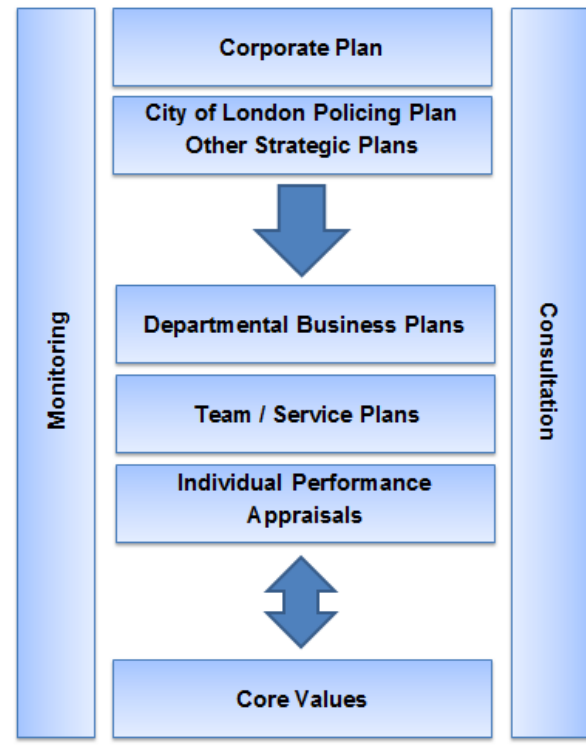 Corporate Plan
City of London Policing Plan
Other Strategic Plans
Departmental Business Plans
Team / Service Plans
Individual Performance
Appraisals
Core Values
Monitoring
Consultation